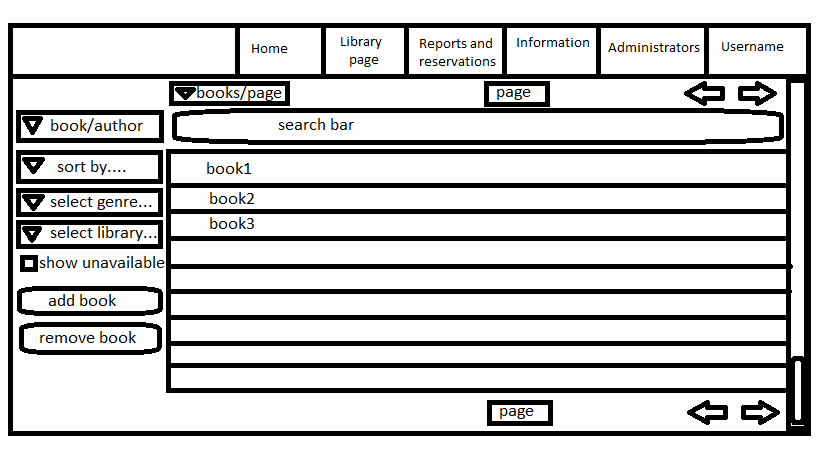 Home
Library
page
Reports and
reservations
Information
Administrators
Username
books/page
page
book/author
search bar
sort by....
book1
select genre...
book2
select library...
book3
show unavailable
add book
remove book
page